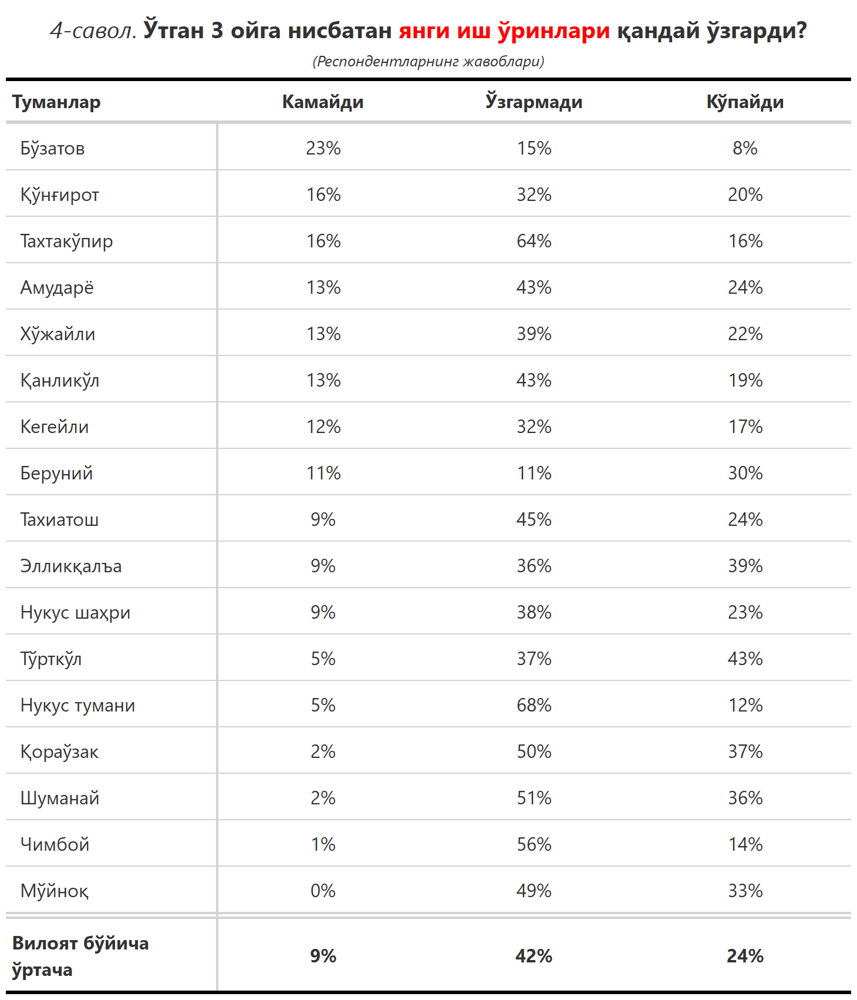 4-савол. Ўтган 3 ойга нисбатан янги иш ўринлари қандай ўзгарди?
(Респондентларнинг жавоблари)
Туманлар Камайди Ўзгармади Кўпайди
Бўзатов 23% 15% 8%
Қўнғирот 16% 32% 20%
Тахтакўпир 16% 64% 16%
Амударё 13% 43% 24%
Хўжайли 13% 39% 22%
Қанликўл 13% 43% 19%
Кегейли 12% 32% 17%
Беруний 11% 11% 30%
Тахиатош 9% 45% 24%
Элликқалъа 9% 36% 39%
Нукус шаҳри 9% 38% 23%
Тўрткўл 5% 37% 43%
Нукус тумани 5% 68% 12%
Қораўзак 2% 50% 37%
Шуманай 2% 51% 36%
Чимбой 1% 56% 14%
Мўйноқ 0% 49% 33%
Вилоят бўйича
ўртача 9% 42% 24%